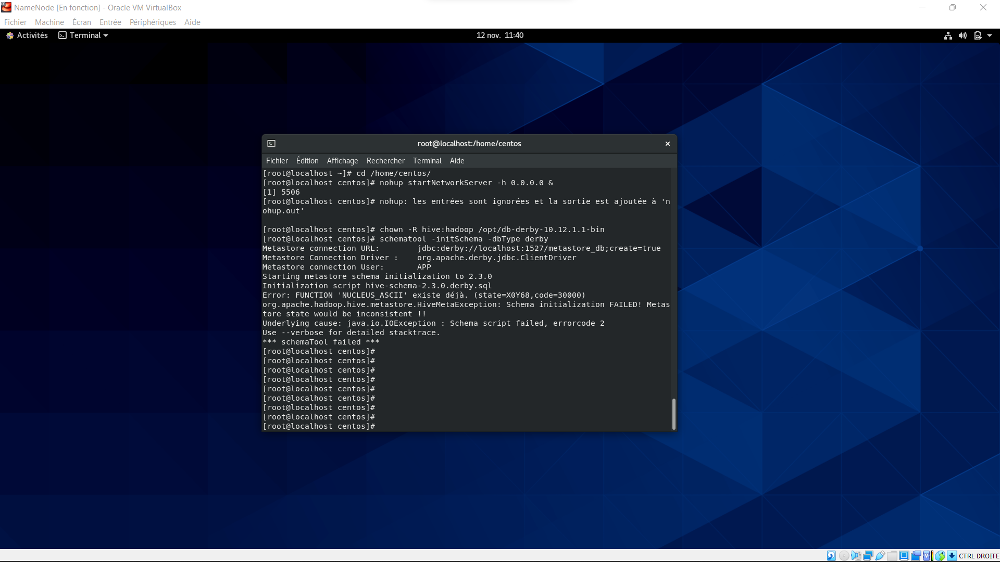 NameNode [En fonction] - Oracle VM VirtualBox
Fichier Machine Écran Entrée Périphériques Aide
Activités Terminal 12 nov. 11:40
root@localhost:/home/centos
Fichier Édition Affichage Rechercher Terminal Aide
[root@localhost ~]# cd /home/centos/
[root@localhost centos]# nohup startNetworkServer -h 0.0.0.0 &
[1] 5506
[root@localhost centos]# nohup: les entrées sont ignorées et la sortie est ajoutée à 'n
ohup.out'
[root@localhost centos]# chown -R hive:hadoop /opt/db-derby-10.12.1.1-bin
[root@localhost centos]# schematool -initSchema -dbType derby
Metastore connection URL: jdbc:derby://localhost:1527/metastore_db;create=true
Metastore Connection Driver : org.apache.derby.jdbc.ClientDriver
Metastore connection User: APP
Starting metastore schema initialization to 2.3.0
Initialization script hive-schema-2.3.0.derby.sql
Error: FUNCTION 'NUCLEUS_ASCII' existe déjà. (state=X0Y68,code=30000)
org.apache.hadoop.hive.metastore.HiveMetaException: Schema initialization FAILED! Metas
tore state would be inconsistent !!
Underlying cause: java.io.IOException : Schema script failed, errorcode 2
Use --verbose for detailed stacktrace.
*** schemaTool failed ***
[root@localhost centos]#
[root@localhost centos]#
[root@localhost centos]#
[root@localhost centos]#
[root@localhost centos]#
[root@localhost centos]#
[root@localhost centos]#
[root@localhost centos]#
[root@localhost centos]#
CTRL DROITE